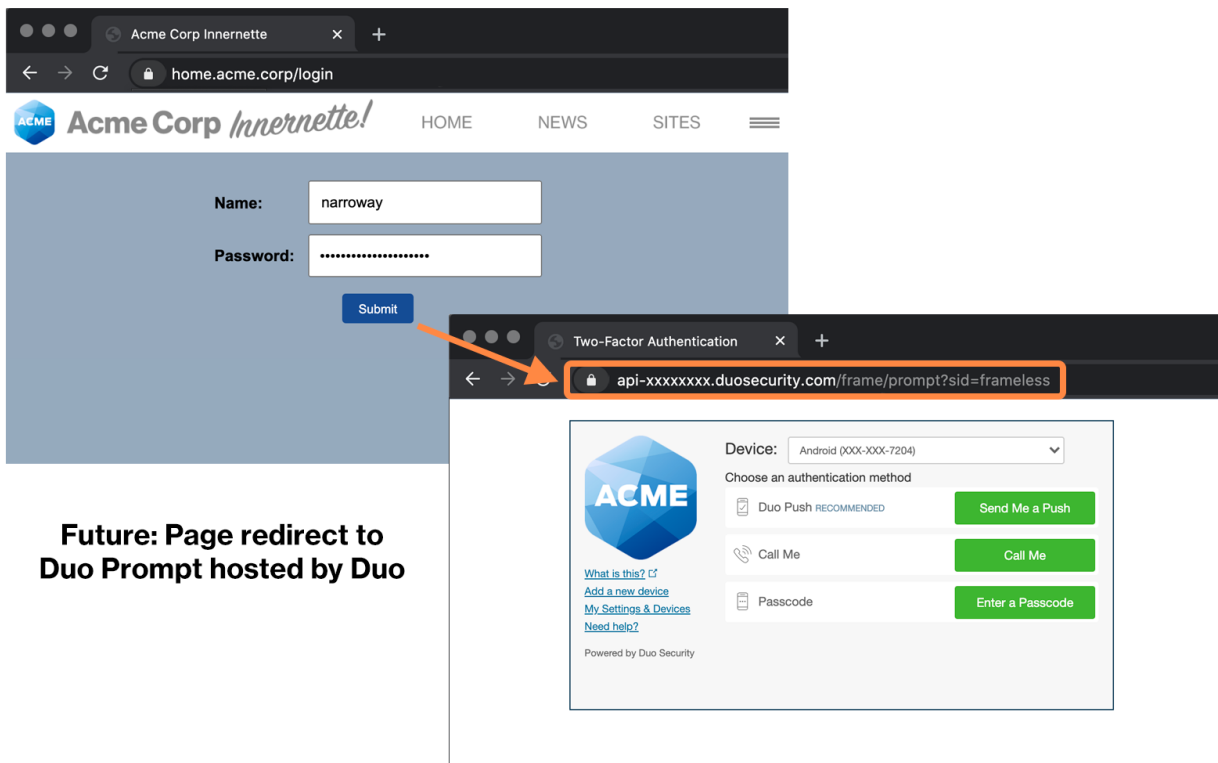 Acme Corp Innernette
home.acme.corp/login
ACME Acme Corp Innernette! HOME NEWS SITES
Name: narroway
Password: •••••••••••••••••••••
Submit
Two-Factor Authentication
api-xxxxxxxx.duosecurity.com/frame/prompt?sid=frameless
Future: Page redirect to
Duo Prompt hosted by Duo
ACME
What is this?
Add a new device
My Settings & Devices
Need help?
Powered by Duo Security
Device: Android (XXX-XXX-7204)
Choose an authentication method
Duo Push RECOMMENDED Send Me a Push
Call Me Call Me
Passcode Enter a Passcode